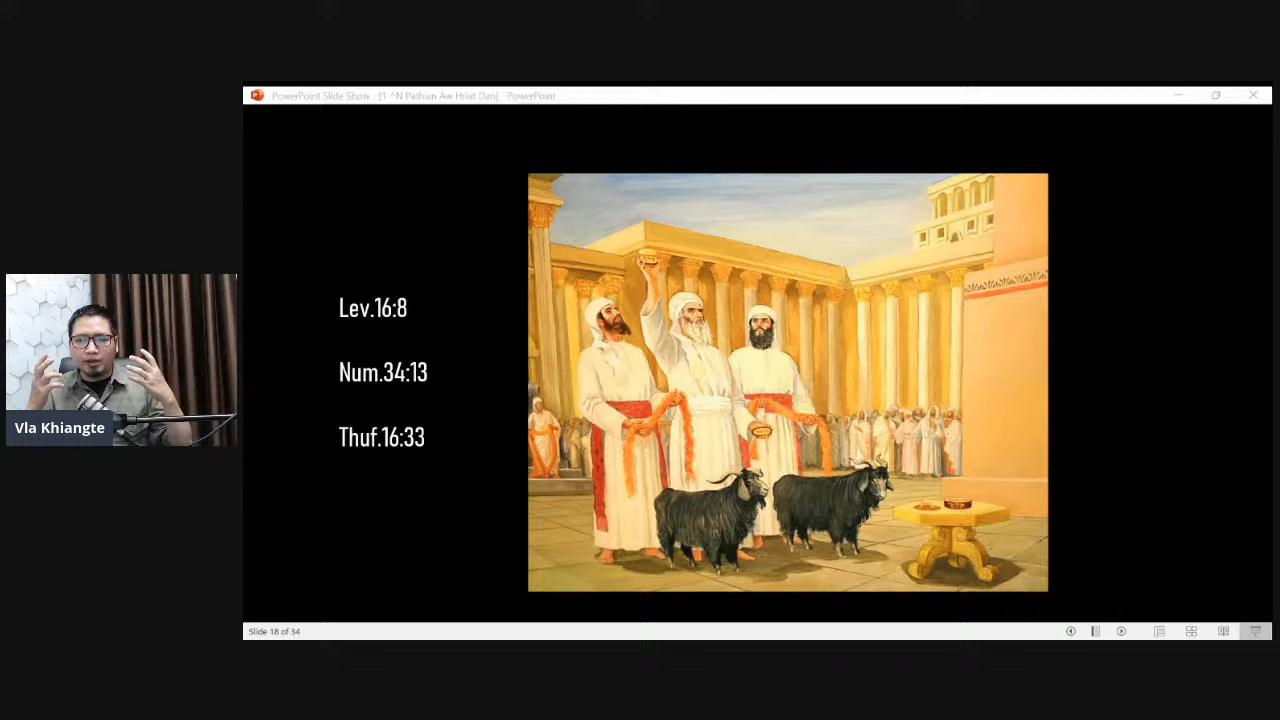 PowerPoint Slide Show - [1 ^N Pathian Aw Hriat Dan] - PowerPoint
Lev.16:8
Num.34:13
Thuf.16:33
Vla Khiangte
Slide 18 of 34